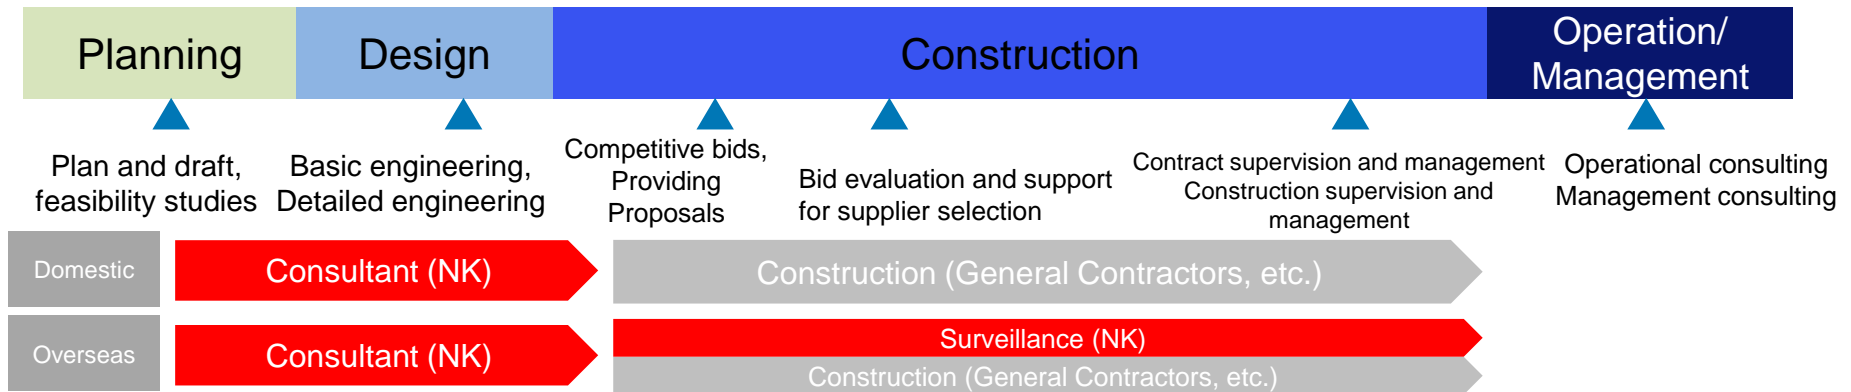 Planning
Design
Construction
Operation/
Management
Plan and draft,
feasibility studies
Basic engineering,
Detailed engineering
Competitive bids,
Providing
Proposals
Bid evaluation and support
for supplier selection
Contract supervision and management
Construction supervision and
management
Operational consulting
Management consulting
Domestic
Consultant (NK)
Construction (General Contractors, etc.)
Overseas
Consultant (NK)
Surveillance (NK)
Construction (General Contractors, etc.)